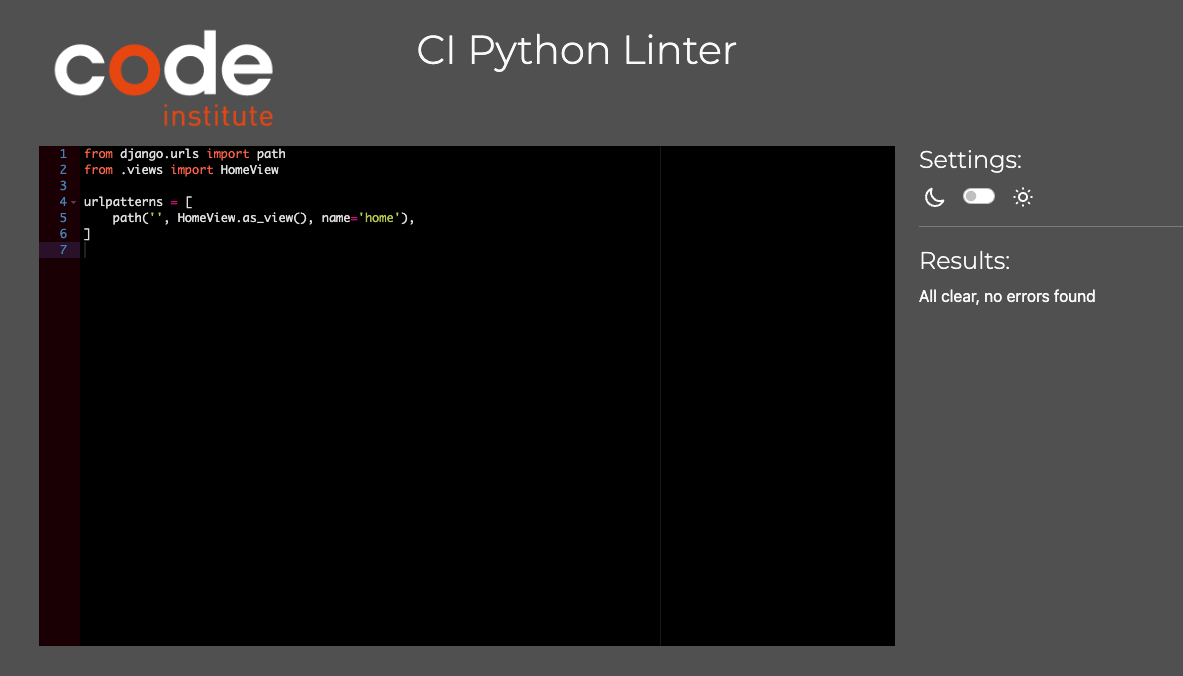 code
institute
CI Python Linter
1 from django.urls import path
2 from .views import HomeView
3
4 urlpatterns = [
5     path('', HomeView.as_view(), name='home'),
6 ]
7
Settings:
Results:
All clear, no errors found